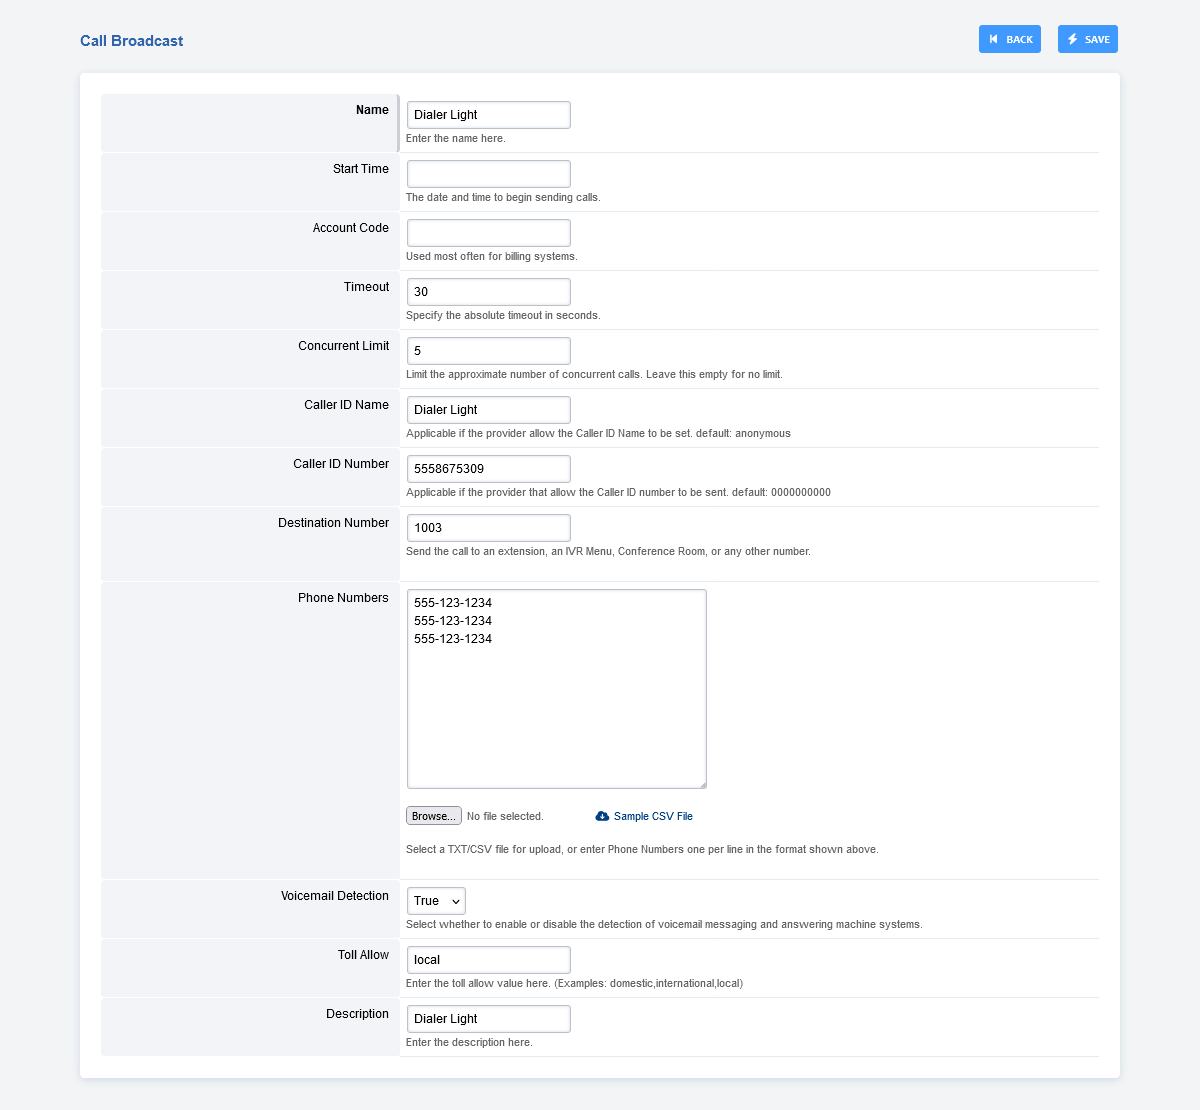 Call Broadcast
BACK
SAVE
Name
Dialer Light
Enter the name here.
Start Time
The date and time to begin sending calls.
Account Code
Used most often for billing systems.
Timeout
30
Specify the absolute timeout in seconds.
Concurrent Limit
5
Limit the approximate number of concurrent calls. Leave this empty for no limit.
Caller ID Name
Dialer Light
Applicable if the provider allow the Caller ID Name to be set. default: anonymous
Caller ID Number
5558675309
Applicable if the provider that allow the Caller ID number to be sent. default: 0000000000
Destination Number
1003
Send the call to an extension, an IVR Menu, Conference Room, or any other number.
Phone Numbers
555-123-1234
555-123-1234
555-123-1234
Browse... No file selected.
Sample CSV File
Select a TXT/CSV file for upload, or enter Phone Numbers one per line in the format shown above.
Voicemail Detection
True
Select whether to enable or disable the detection of voicemail messaging and answering machine systems.
Toll Allow
local
Enter the toll allow value here. (Examples: domestic,international,local)
Description
Dialer Light
Enter the description here.